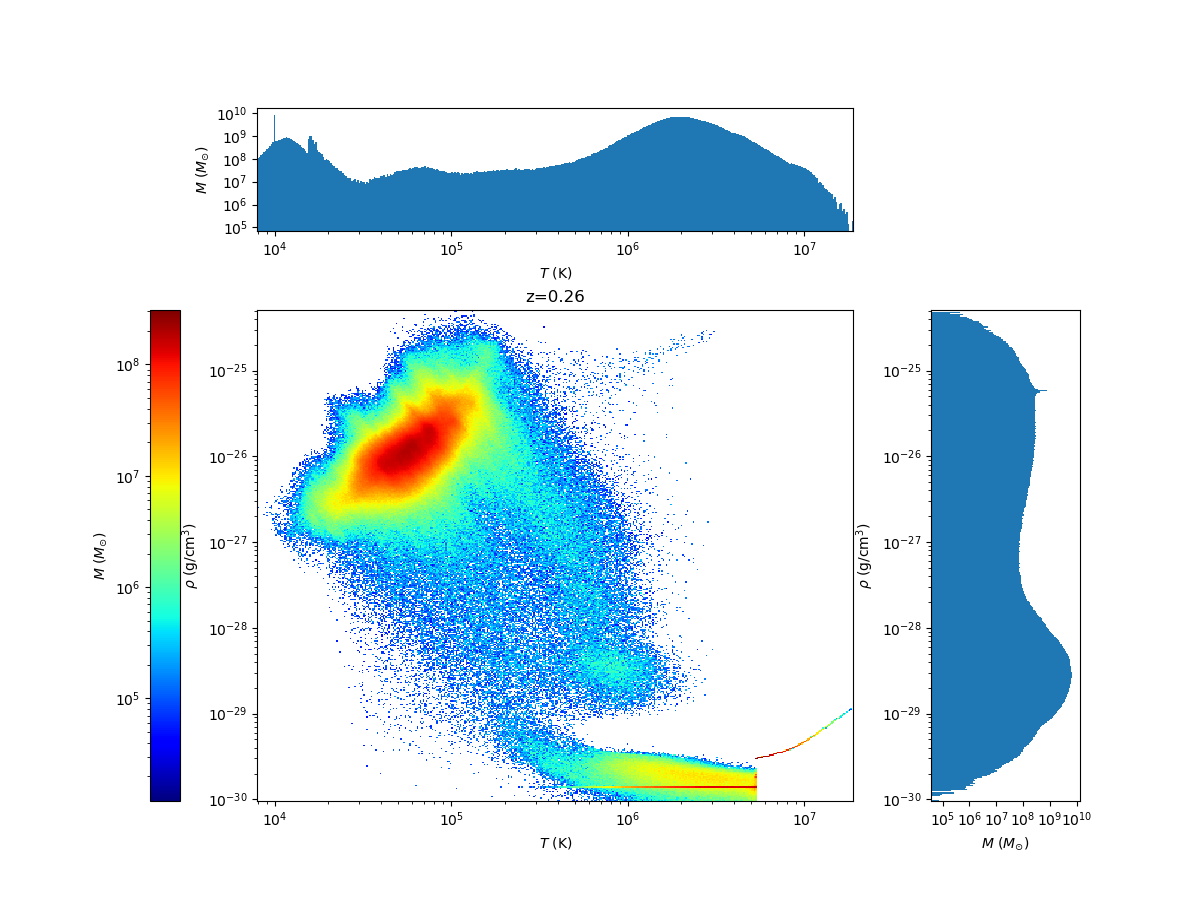 10¹⁰
10⁹
10⁸
10⁷
10⁶
10⁵
M (M⊙)
10⁴ 10⁵ 10⁶ 10⁷
T (K)
z=0.26
10⁸
10⁷
10⁶
10⁵
M (M⊙)
10⁻²⁵
10⁻²⁶
10⁻²⁷
10⁻²⁸
10⁻²⁹
10⁻³⁰
ρ (g/cm³)
10⁴ 10⁵ 10⁶ 10⁷
T (K)
10⁻²⁵
10⁻²⁶
10⁻²⁷
10⁻²⁸
10⁻²⁹
10⁻³⁰
ρ (g/cm³)
10⁵ 10⁶ 10⁷ 10⁸ 10⁹ 10¹⁰
M (M⊙)